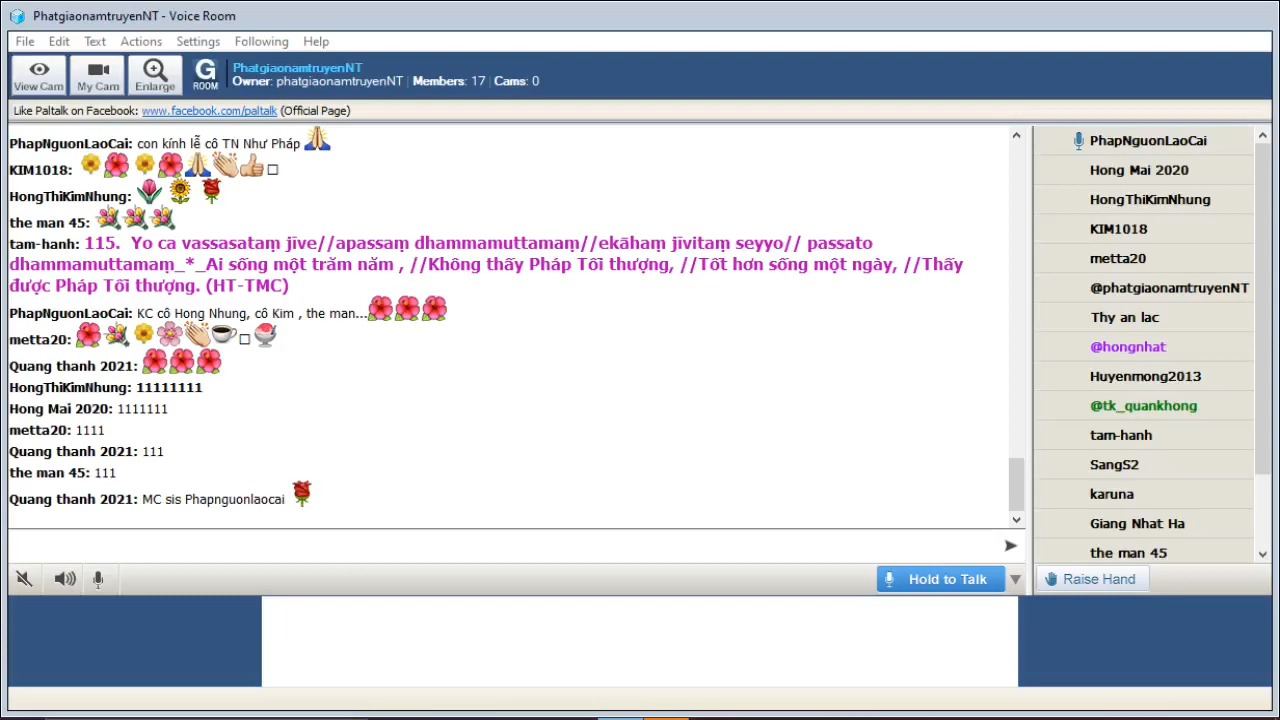 PhatgiaonamtruyenNT - Voice Room
File Edit Text Actions Settings Following Help
View Cam My Cam Enlarge G ROOM
PhatgiaonamtruyenNT
Owner: phatgiaonamtruyenNT Members: 17 Cams: 0
Like Paltalk on Facebook: www.facebook.com/paltalk (Official Page)
PhapNguonLaoCai: con kính lễ cô TN Như Pháp
KIM1018:
HongThiKimNhung:
the man 45:
tam-hanh: 115. Yo ca vassasataṃ jīve//apassaṃ dhammamuttamaṃ//ekāhaṃ jīvitaṃ seyyo// passato
dhammamuttamaṃ_*_Ai sống một trăm năm , //Không thấy Pháp Tối thượng, //Tốt hơn sống một ngày, //Thấy
được Pháp Tối thượng. (HT-TMC)
PhapNguonLaoCai: KC cô Hong Nhung, cô Kim , the man...
metta20:
Quang thanh 2021:
HongThiKimNhung: 11111111
Hong Mai 2020: 1111111
metta20: 1111
Quang thanh 2021: 111
the man 45: 111
Quang thanh 2021: MC sis Phapnguonlaocai
Hold to Talk
PhapNguonLaoCai
Hong Mai 2020
HongThiKimNhung
KIM1018
metta20
@phatgiaonamtruyenNT
Thy an lac
@hongnhat
Huyenmong2013
@tk_quankhong
tam-hanh
SangS2
karuna
Giang Nhat Ha
the man 45
Raise Hand